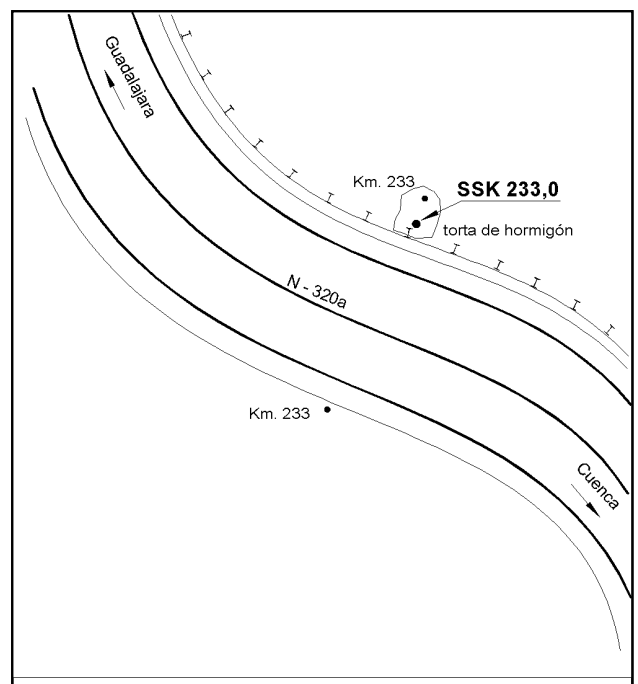 Guadalajara
Km. 233
SSK 233,0
torta de hormigón
N - 320a
Km. 233
Cuenca